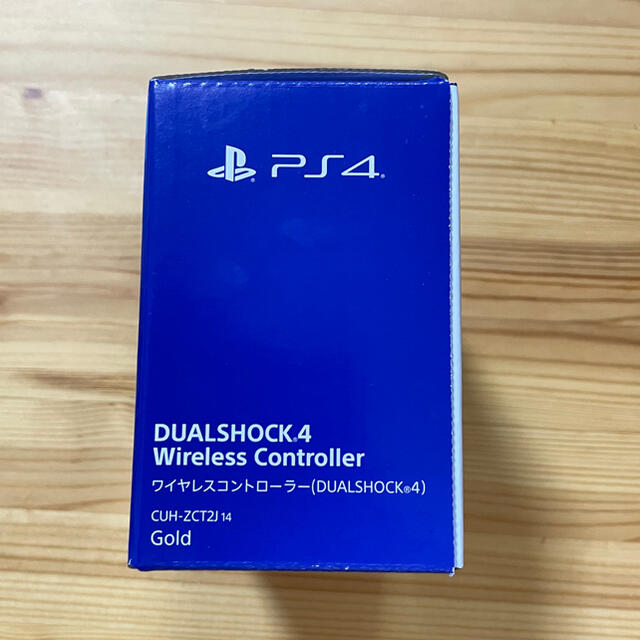 PS4®
DUALSHOCK®4
Wireless Controller
ワイヤレスコントローラー(DUALSHOCK®4)
CUH-ZCT2J 14
Gold